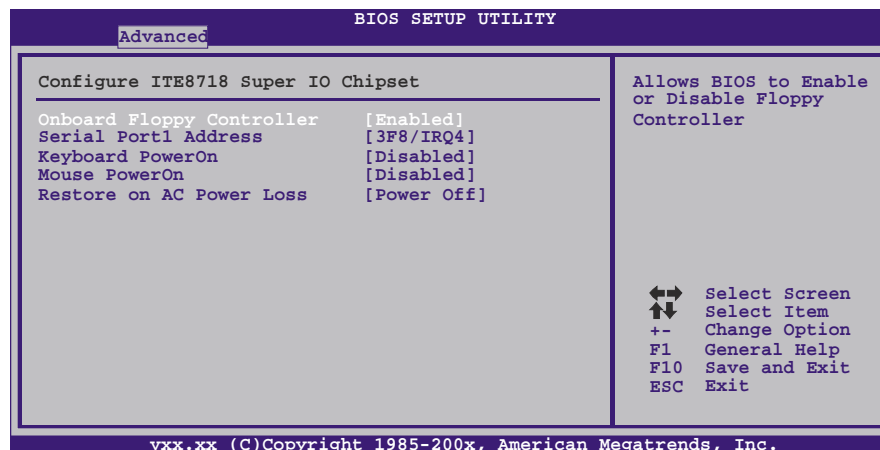 BIOS SETUP UTILITY
Advanced
Configure ITE8718 Super IO Chipset
Onboard Floppy Controller [Enabled]
Serial Port1 Address [3F8/IRQ4]
Keyboard PowerOn [Disabled]
Mouse PowerOn [Disabled]
Restore on AC Power Loss [Power Off]
Allows BIOS to Enable
or Disable Floppy
Controller
Select Screen
Select Item
+- Change Option
F1 General Help
F10 Save and Exit
ESC Exit
vxx.xx (C)Copyright 1985-200x, American Megatrends, Inc.